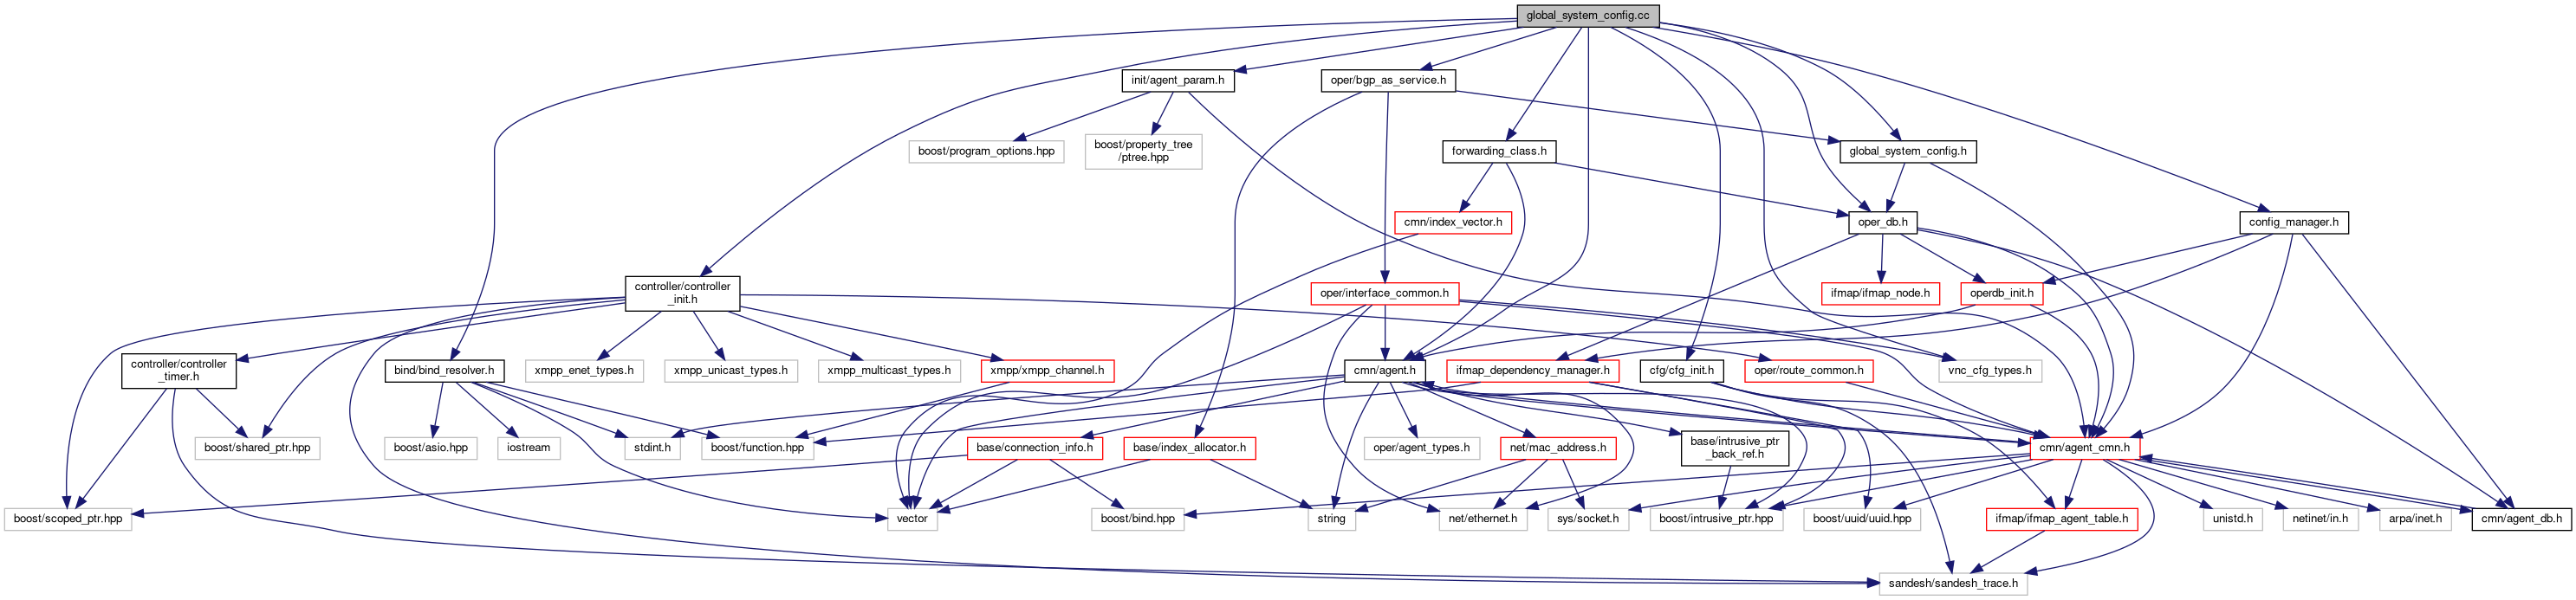 global_system_config.cc
init/agent_param.h
oper/bgp_as_service.h
boost/program_options.hpp
boost/property_tree
/ptree.hpp
forwarding_class.h
global_system_config.h
cmn/index_vector.h
oper_db.h
config_manager.h
controller/controller
_init.h
oper/interface_common.h
ifmap/ifmap_node.h
operdb_init.h
controller/controller
_timer.h
bind/bind_resolver.h
xmpp_enet_types.h
xmpp_unicast_types.h
xmpp_multicast_types.h
xmpp/xmpp_channel.h
cmn/agent.h
ifmap_dependency_manager.h
cfg/cfg_init.h
oper/route_common.h
vnc_cfg_types.h
boost/shared_ptr.hpp
boost/asio.hpp
iostream
stdint.h
boost/function.hpp
base/connection_info.h
base/index_allocator.h
oper/agent_types.h
net/mac_address.h
base/intrusive_ptr
_back_ref.h
cmn/agent_cmn.h
boost/scoped_ptr.hpp
vector
boost/bind.hpp
string
net/ethernet.h
sys/socket.h
boost/intrusive_ptr.hpp
boost/uuid/uuid.hpp
ifmap/ifmap_agent_table.h
unistd.h
netinet/in.h
arpa/inet.h
cmn/agent_db.h
sandesh/sandesh_trace.h